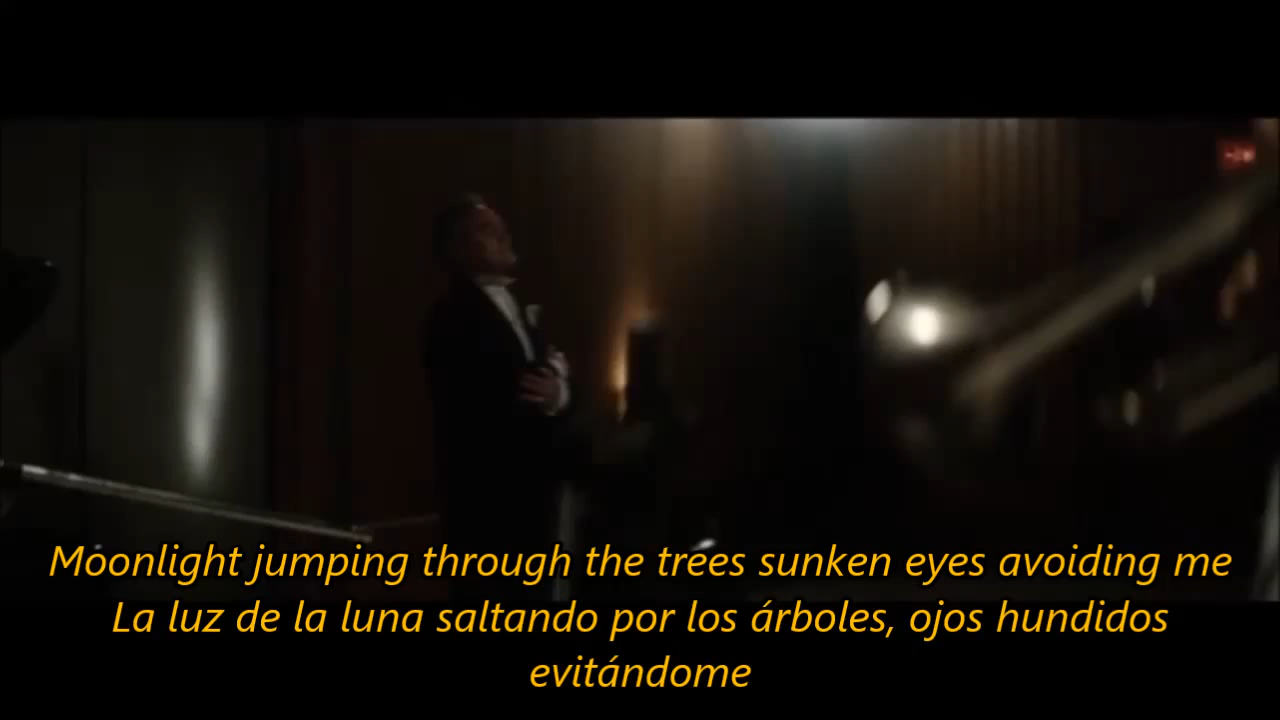 Moonlight jumping through the trees sunken eyes avoiding me
La luz de la luna saltando por los árboles, ojos hundidos
evitándome